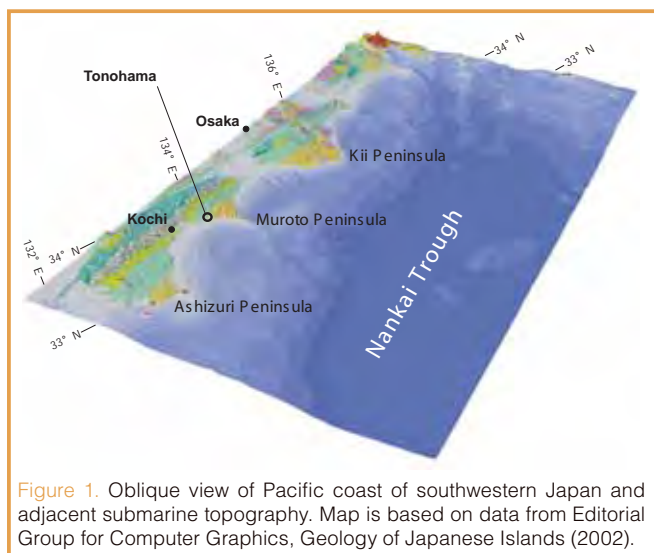 34° N
33° N
136° E
Tonohama
Osaka
Kii Peninsula
134° E
Kochi
Muroto Peninsula
132° E
34° N
Ashizuri Peninsula
33° N
Nankai Trough
Figure 1. Oblique view of Pacific coast of southwestern Japan and
adjacent submarine topography. Map is based on data from Editorial
Group for Computer Graphics, Geology of Japanese Islands (2002).